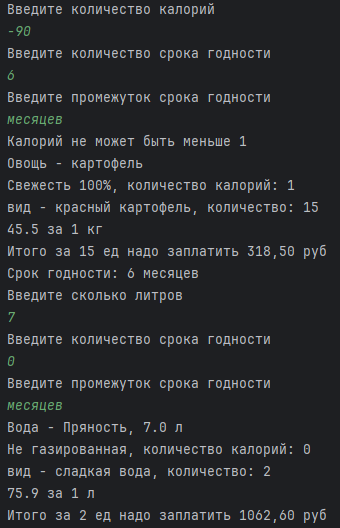 Введите количество калорий
-90
Введите количество срока годности
6
Введите промежуток срока годности
месяцев
Калорий не может быть меньше 1
Овощь - картофель
Свежесть 100%, количество калорий: 1
вид - красный картофель, количество: 15
45.5 за 1 кг
Итого за 15 ед надо заплатить 318,50 руб
Срок годности: 6 месяцев
Введите сколько литров
7
Введите количество срока годности
0
Введите промежуток срока годности
месяцев
Вода - Пряность, 7.0 л
Не газированная, количество калорий: 0
вид - сладкая вода, количество: 2
75.9 за 1 л
Итого за 2 ед надо заплатить 1062,60 руб